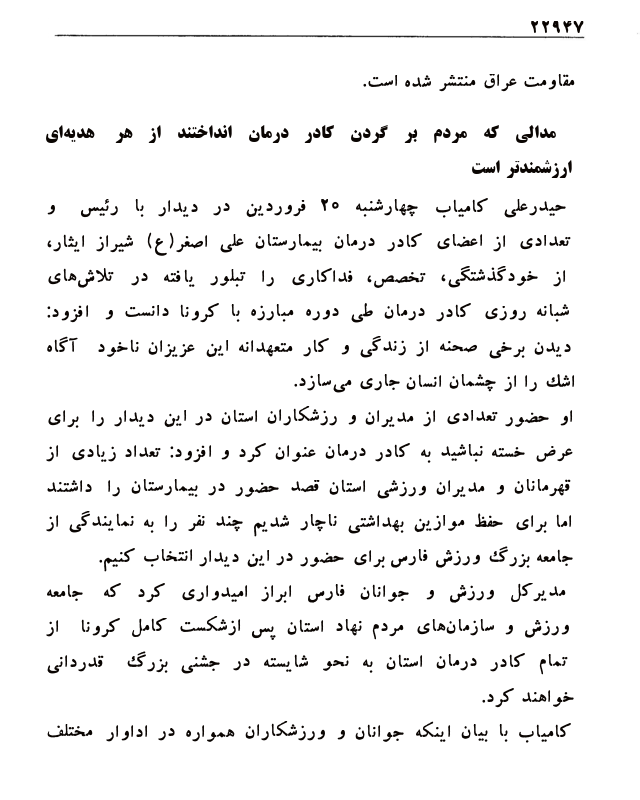 ۲۲۹۴۷
مقاومت عراق منتشر شده است.
مدالی که مردم بر گردن کادر درمان انداختند از هر هدیه‌ای
ارزشمندتر است
حیدرعلی کامیاب چهارشنبه ۲۰ فروردین در دیدار با رئیس و
تعدادی از اعضای کادر درمان بیمارستان علی اصغر(ع) شیراز ایثار،
از خودگذشتگی، تخصص، فداکاری را تبلور یافته در تلاش‌های
شبانه روزی کادر درمان طی دوره مبارزه با کرونا دانست و افزود:
دیدن برخی صحنه از زندگی و کار متعهدانه این عزیزان ناخود آگاه
اشک را از چشمان انسان جاری می‌سازد.
او حضور تعدادی از مدیران و رزشکاران استان در این دیدار را برای
عرض خسته نباشید به کادر درمان عنوان کرد و افزود: تعداد زیادی از
قهرمانان و مدیران ورزشی استان قصد حضور در بیمارستان را داشتند
اما برای حفظ موازین بهداشتی ناچار شدیم چند نفر را به نمایندگی از
جامعه بزرگ ورزش فارس برای حضور در این دیدار انتخاب کنیم.
مدیرکل ورزش و جوانان فارس ابراز امیدواری کرد که جامعه
ورزش و سازمان‌های مردم نهاد استان پس ازشکست کامل کرونا از
تمام کادر درمان استان به نحو شایسته در جشنی بزرگ قدردانی
خواهند کرد.
کامیاب با بیان اینکه جوانان و ورزشکاران همواره در اداوار مختلف